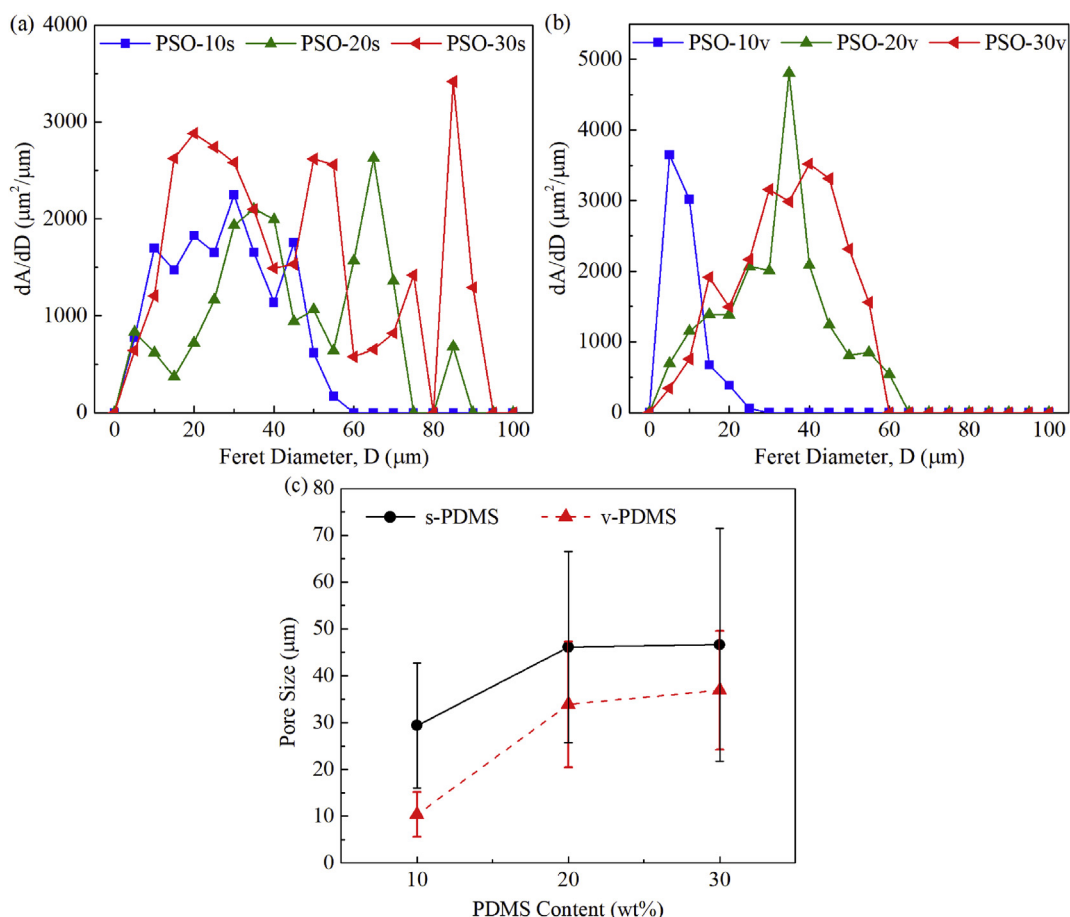 (a)
PSO-10s PSO-20s PSO-30s
4000
3000
2000
1000
0
dA/dD (μm²/μm)
0 20 40 60 80 100
Feret Diameter, D (μm)
(b)
PSO-10v PSO-20v PSO-30v
5000
4000
3000
2000
1000
0
dA/dD (μm²/μm)
0 20 40 60 80 100
Feret Diameter, D (μm)
(c)
s-PDMS v-PDMS
80
70
60
50
40
30
20
10
0
Pore Size (μm)
10 20 30
PDMS Content (wt%)